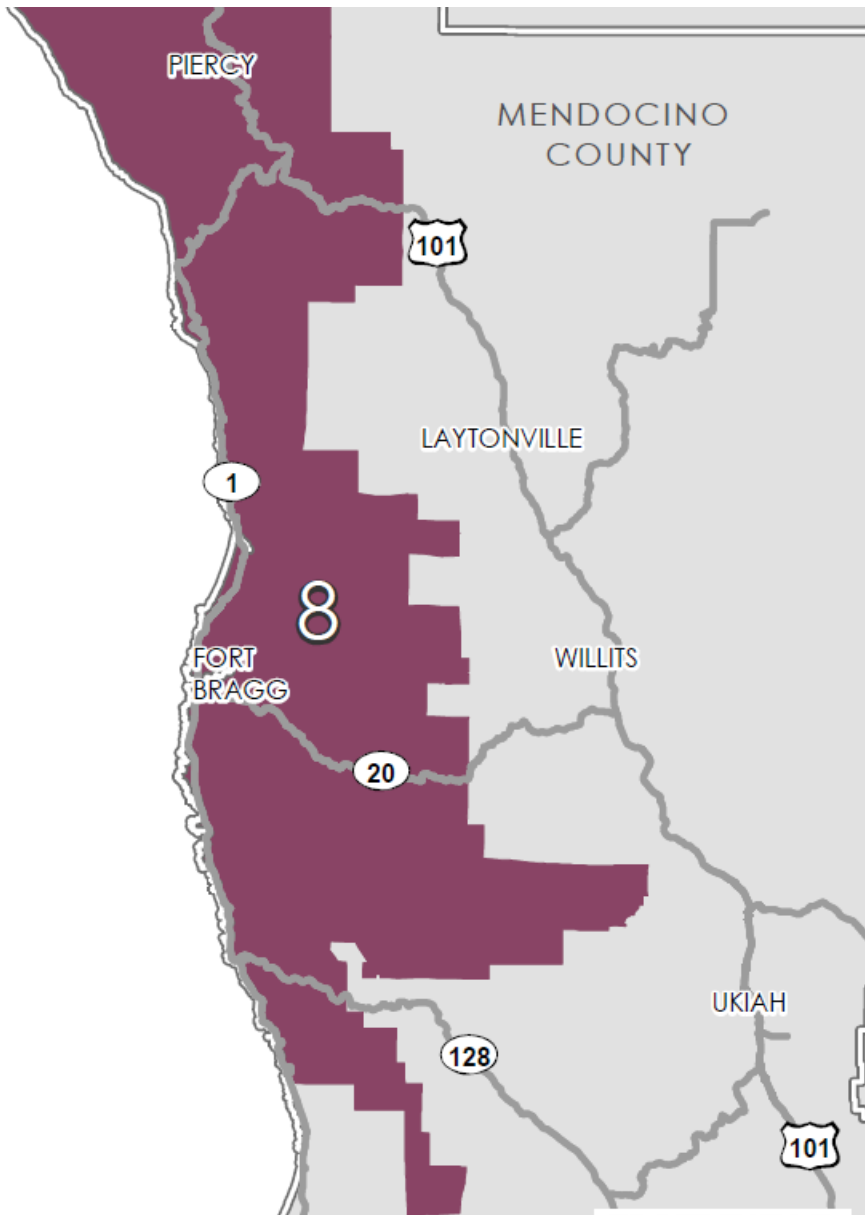 PIERCY
MENDOCINO
COUNTY
101
LAYTONVILLE
1
8
FORT
BRAGG
WILLITS
20
UKIAH
128
101